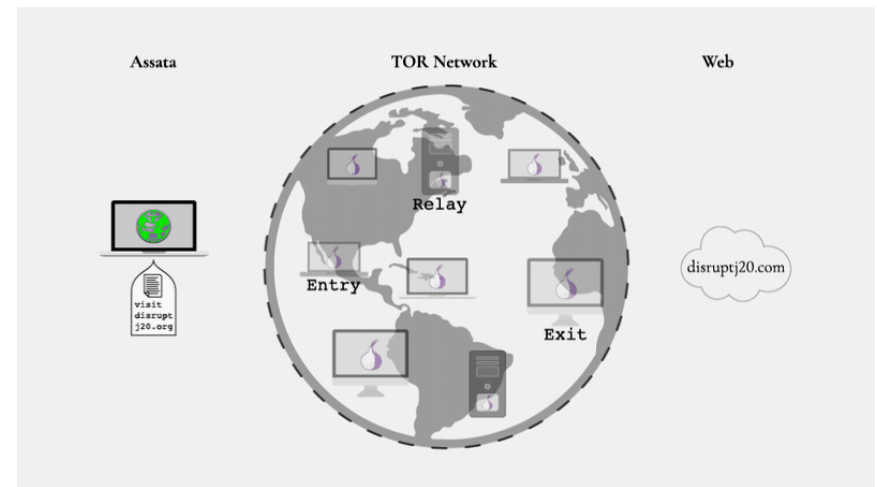 Assata
TOR Network
Web
Relay
Entry
Exit
visit
disrupt
j20.org
disruptj20.com